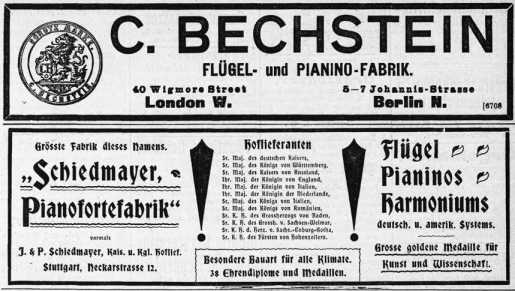 C. BECHSTEIN
FLÜGEL- und PIANINO-FABRIK.
40 Wigmore Street
London W.
5–7 Johannis-Strasse
Berlin N.
[6708
Grösste Fabrik dieses Namens.
„Schiedmayer,
Pianofortefabrik“
vormals
J. & P. Schiedmayer, Kais. u. Kgl. Hoflief.
Stuttgart, Neckarstrasse 12.
Hoflieferanten
Sr. Maj. des deutschen Kaisers,
Sr. Maj. des Königs von Württemberg,
Sr. Maj. des Kaisers von Russland,
Ihr. Maj. der Königin von England,
Ihr. Maj. der Königin von Italien,
Ihr. Maj. der Königin der Niederlande,
Sr. Maj. des Königs von Italien,
Sr. Maj. des Königs von Rumänien,
Sr. K. H. des Grossherzogs von Baden,
Sr. K. H. des Grossh. v. Sachsen-Weimar,
Sr. K. H. d. Herz. v. Sachs.-Coburg-Gotha,
Sr. K. H. des Fürsten von Hohenzollern.
Besondere Bauart für alle Klimate.
38 Ehrendiplome und Medaillen.
Flügel
Pianinos
Harmoniums
deutsch. u. amerik. Systems.
Grosse goldene Medaille für
Kunst und Wissenschaft.